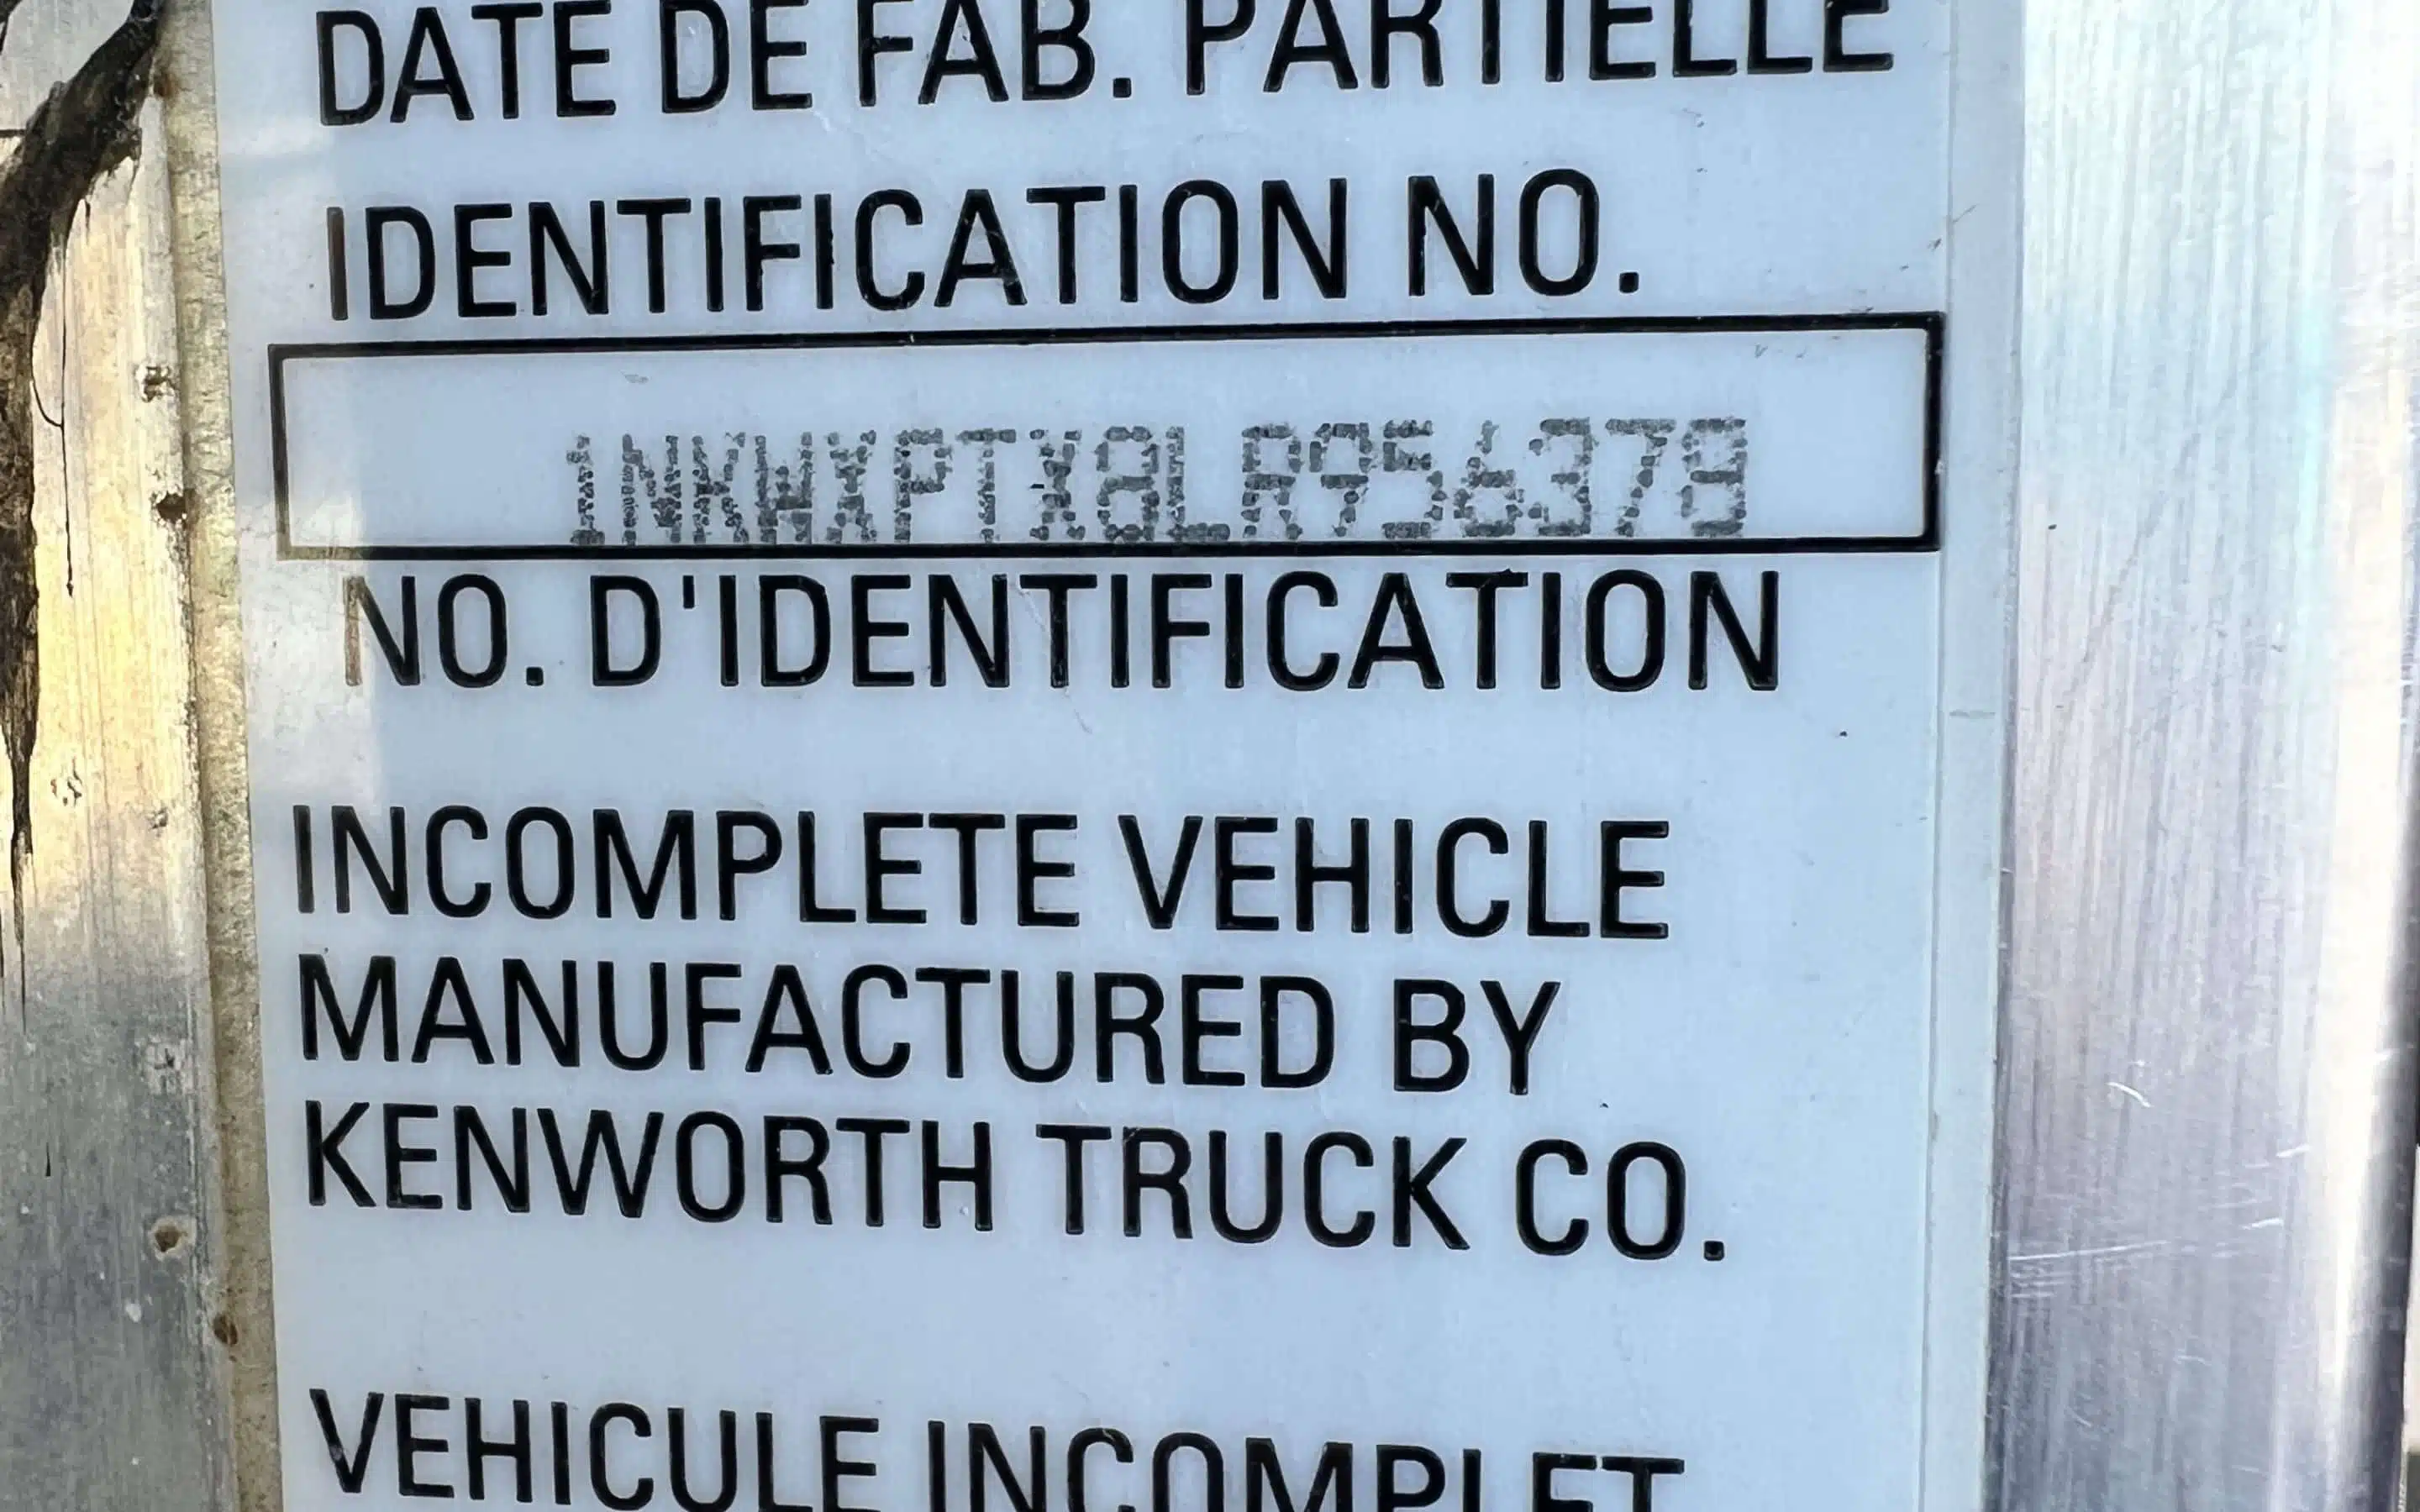 DATE DE FAB. PARTIELLE
IDENTIFICATION NO.
1NKWXPTX8LR956378
NO. D'IDENTIFICATION
INCOMPLETE VEHICLE
MANUFACTURED BY
KENWORTH TRUCK CO.
VEHICULE INCOMPLET